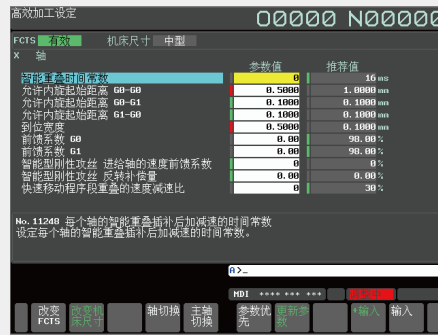 高效加工设定 O0000 N00000
FCTS 有效 机床尺寸 中型
X 轴
参数值 推荐值
智能重叠时间常数 0 16 ms
允许内旋起始距离 G0-G0 0.5000 1.0000 mm
允许内旋起始距离 G0-G1 0.1000 0.1000 mm
允许内旋起始距离 G1-G0 0.1000 0.1000 mm
到位宽度 0.5000 0.1000 mm
前馈系数 G0 0.00 98.00 %
前馈系数 G1 0.00 98.00 %
智能型刚性攻丝 进给轴的速度前馈系数 0 0 %
智能型刚性攻丝 反转补偿量 0.00 0.00 %
快速移动程序段重叠的速度减速比 0 30 %
No.11248 每个轴的智能重叠插补后加减速的时间常数
设定每个轴的智能重叠插补后加减速的时间常数。
A>_
MDI **** *** ***
改变 FCTS 改变机床尺寸 轴切换 主轴切换 参数优先 更新参数 +输入 输入